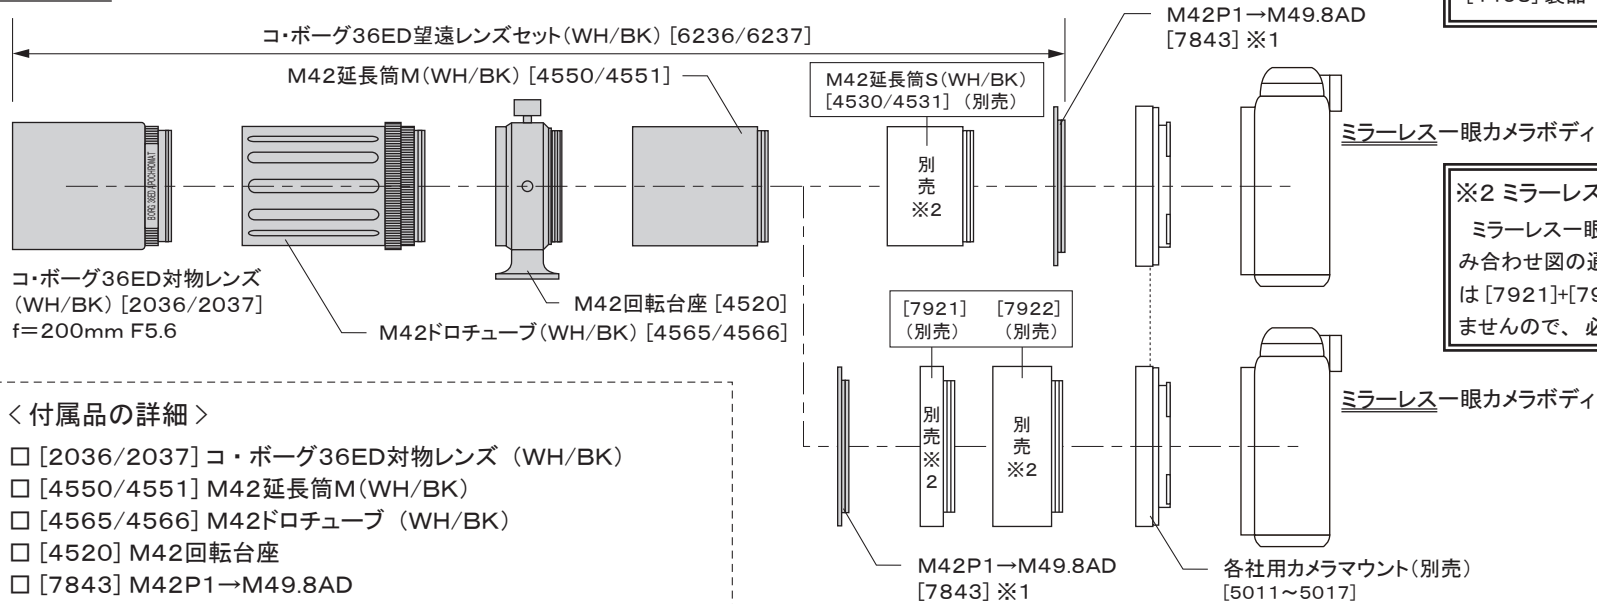 コ・ボーグ36ED望遠レンズセット(WH/BK) [6236/6237]
M42延長筒M(WH/BK) [4550/4551]
M42延長筒S(WH/BK)
[4530/4531] (別売)
M42P1→M49.8AD
[7843] ※1
BORG 36ED APOCHROMAT
別売※2
ミラーレス一眼カメラボディ
※2 ミラーレス
ミラーレス一眼
み合わせ図の通
は[7921]+[79
ませんので、必
コ・ボーグ36ED対物レンズ
(WH/BK) [2036/2037]
f=200mm F5.6
M42回転台座 [4520]
M42ドロチューブ(WH/BK) [4565/4566]
[7921] [7922]
(別売) (別売)
別売※2
別売※2
ミラーレス一眼カメラボディ
M42P1→M49.8AD
[7843] ※1
各社用カメラマウント(別売)
[5011~5017]
<付属品の詳細>
□ [2036/2037] コ・ボーグ36ED対物レンズ (WH/BK)
□ [4550/4551] M42延長筒M(WH/BK)
□ [4565/4566] M42ドロチューブ (WH/BK)
□ [4520] M42回転台座
□ [7843] M42P1→M49.8AD